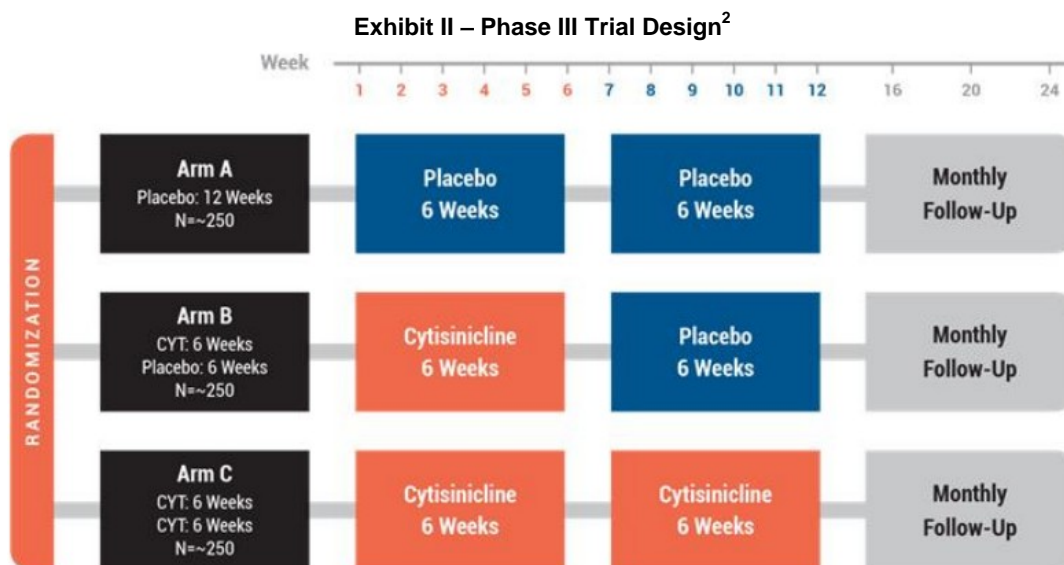 Exhibit II – Phase III Trial Design2
Week
1 2 3 4 5 6 7 8 9 10 11 12 16 20 24
RANDOMIZATION
Arm A
Placebo: 12 Weeks
N=~250
Placebo
6 Weeks
Placebo
6 Weeks
Monthly
Follow-Up
Arm B
CYT: 6 Weeks
Placebo: 6 Weeks
N=~250
Cytisinicline
6 Weeks
Placebo
6 Weeks
Monthly
Follow-Up
Arm C
CYT: 6 Weeks
CYT: 6 Weeks
N=~250
Cytisinicline
6 Weeks
Cytisinicline
6 Weeks
Monthly
Follow-Up